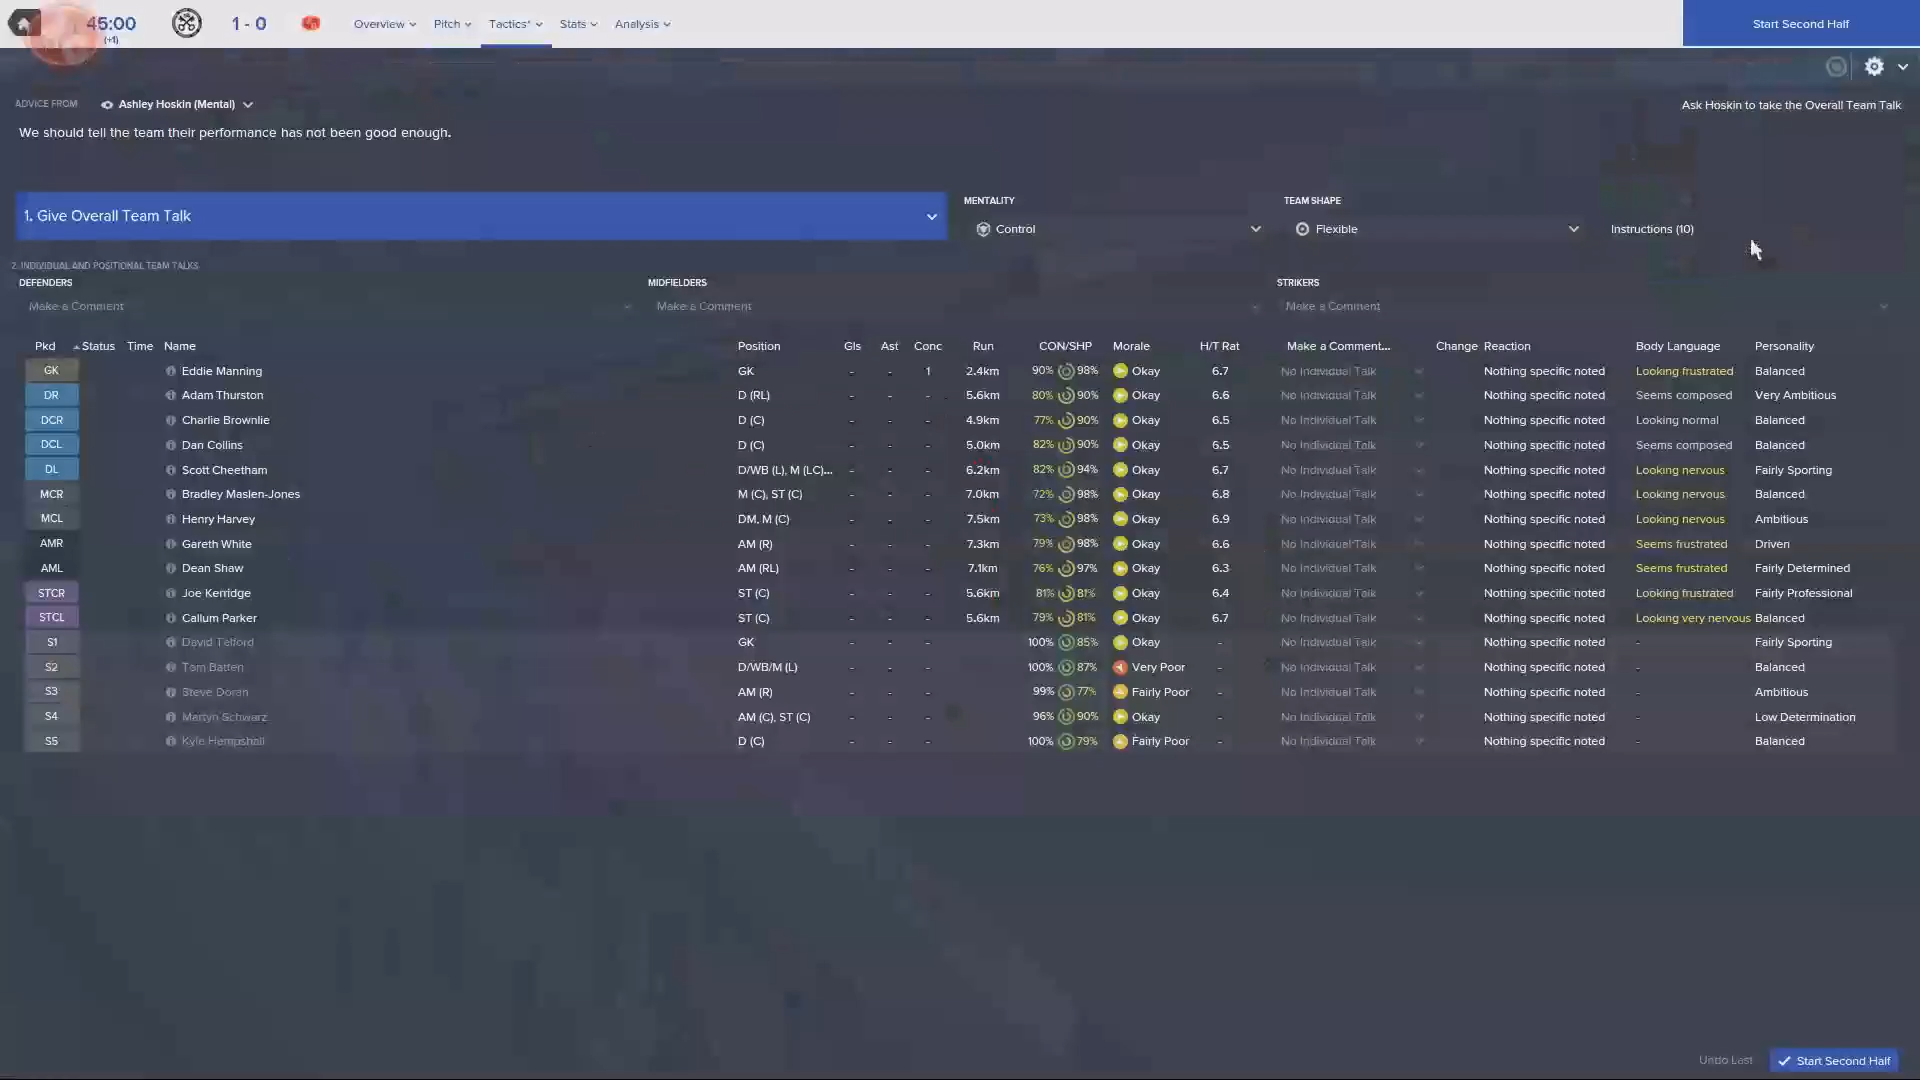 45:00 1 - 0 Overview Pitch Tactics* Stats Analysis Start Second Half
(+1)
ADVICE FROM Ashley Hoskin (Mental) Ask Hoskin to take the Overall Team Talk
We should tell the team their performance has not been good enough.
MENTALITY TEAM SHAPE
1. Give Overall Team Talk Control Flexible Instructions (10)
2. INDIVIDUAL AND POSITIONAL TEAM TALKS
DEFENDERS MIDFIELDERS STRIKERS
Make a Comment Make a Comment Make a Comment
Pkd Status Time Name Position Gls Ast Conc Run CON/SHP Morale H/T Rat Make a Comment... Change Reaction Body Language Personality
GK Eddie Manning GK - - 1 2.4km 90% 98% Okay 6.7 No Individual Talk Nothing specific noted Looking frustrated Balanced
DR Adam Thurston D (RL) - - - 5.6km 80% 90% Okay 6.6 No Individual Talk Nothing specific noted Seems composed Very Ambitious
DCR Charlie Brownlie D (C) - - - 4.9km 77% 90% Okay 6.5 No Individual Talk Nothing specific noted Looking normal Balanced
DCL Dan Collins D (C) - - - 5.0km 82% 90% Okay 6.5 No Individual Talk Nothing specific noted Seems composed Balanced
DL Scott Cheetham D/WB (L), M (LC)... - - - 6.2km 82% 94% Okay 6.7 No Individual Talk Nothing specific noted Looking nervous Fairly Sporting
MCR Bradley Maslen-Jones M (C), ST (C) - - - 7.0km 72% 98% Okay 6.8 No Individual Talk Nothing specific noted Looking nervous Balanced
MCL Henry Harvey DM, M (C) - - - 7.5km 73% 98% Okay 6.9 No Individual Talk Nothing specific noted Looking nervous Ambitious
AMR Gareth White AM (R) - - - 7.3km 79% 98% Okay 6.6 No Individual Talk Nothing specific noted Seems frustrated Driven
AML Dean Shaw AM (RL) - - - 7.1km 76% 97% Okay 6.3 No Individual Talk Nothing specific noted Seems frustrated Fairly Determined
STCR Joe Kerridge ST (C) - - - 5.6km 81% 81% Okay 6.4 No Individual Talk Nothing specific noted Looking frustrated Fairly Professional
STCL Callum Parker ST (C) - - - 5.6km 79% 81% Okay 6.7 No Individual Talk Nothing specific noted Looking very nervous Balanced
S1 David Telford GK - - - 100% 85% Okay - No Individual Talk Nothing specific noted - Fairly Sporting
S2 Tom Batten D/WB/M (L) - - - 100% 87% Very Poor - No Individual Talk Nothing specific noted - Balanced
S3 Steve Doran AM (R) - - - 99% 77% Fairly Poor - No Individual Talk Nothing specific noted - Ambitious
S4 Martyn Schwarz AM (C), ST (C) - - - 96% 90% Okay - No Individual Talk Nothing specific noted - Low Determination
S5 Kyle Hempshall D (C) - - - 100% 79% Fairly Poor - No Individual Talk Nothing specific noted - Balanced
Undo Last Start Second Half